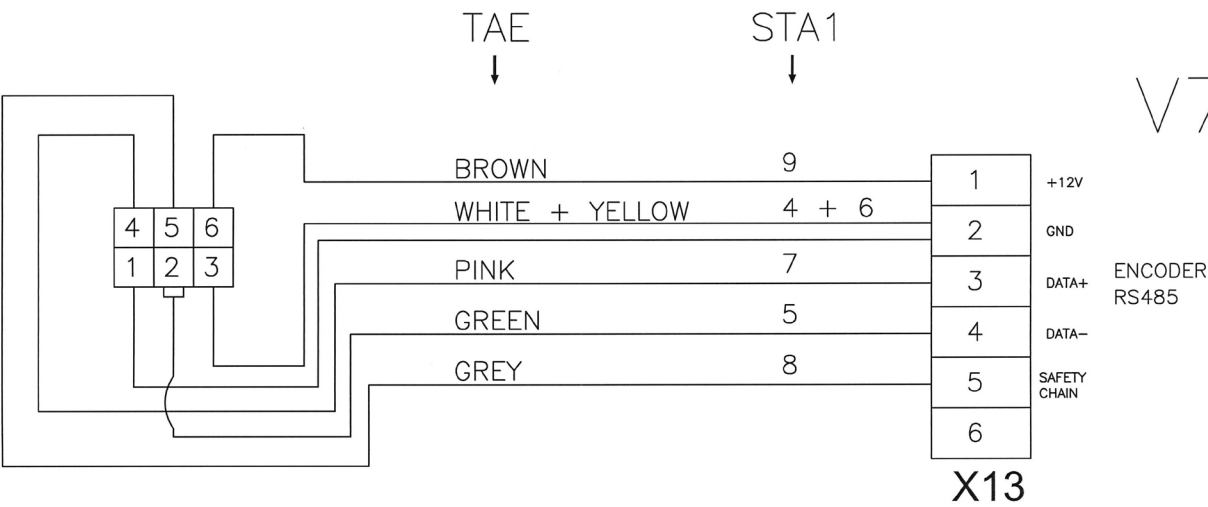 TAE STA1
V7
BROWN 9 1 +12V
WHITE + YELLOW 4 + 6 2 GND
4 5 6
1 2 3
PINK 7 3 DATA+
ENCODER
RS485
GREEN 5 4 DATA-
GREY 8 5 SAFETY
CHAIN
6
X13